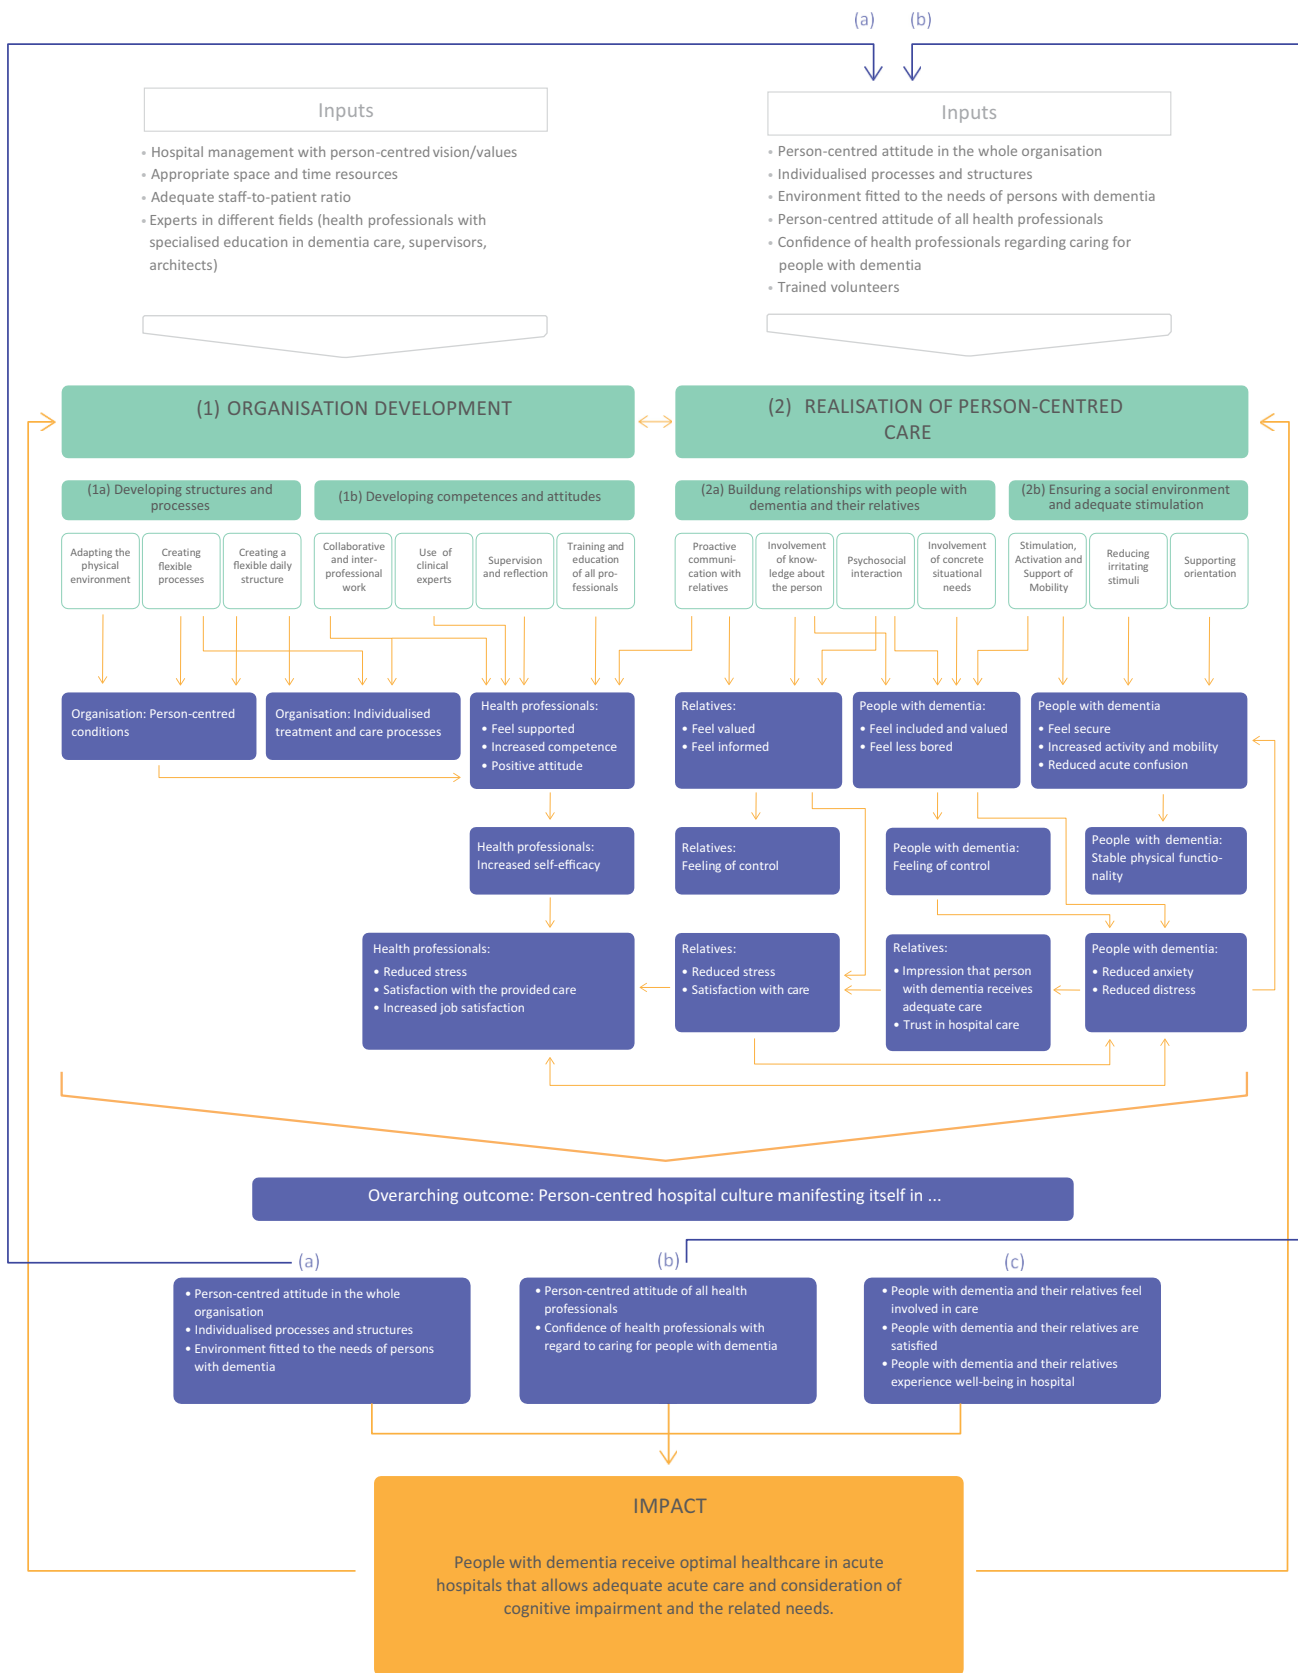 (a)
(b)
Inputs
• Hospital management with person-centred vision/values
• Appropriate space and time resources
• Adequate staff-to-patient ratio
• Experts in different fields (health professionals with
specialised education in dementia care, supervisors,
architects)
Inputs
• Person-centred attitude in the whole organisation
• Individualised processes and structures
• Environment fitted to the needs of persons with dementia
• Person-centred attitude of all health professionals
• Confidence of health professionals regarding caring for
people with dementia
• Trained volunteers
(1) ORGANISATION DEVELOPMENT
(2) REALISATION OF PERSON-CENTRED
CARE
(1a) Developing structures and
processes
(1b) Developing competences and attitudes
(2a) Buildung relationships with people with
dementia and their relatives
(2b) Ensuring a social environment
and adequate stimulation
Adapting the
physical
environment
Creating
flexible
processes
Creating a
flexible daily
structure
Collaborative
and inter-
professional
work
Use of
clinical
experts
Supervision
and reflection
Training and
education
of all pro-
fessionals
Proactive
communi-
cation with
relatives
Involvement
of know-
ledge about
the person
Psychosocial
interaction
Involvement
of concrete
situational
needs
Stimulation,
Activation and
Support of
Mobility
Reducing
irritating
stimuli
Supporting
orientation
Organisation: Person-centred
conditions
Organisation: Individualised
treatment and care processes
Health professionals:
• Feel supported
• Increased competence
• Positive attitude
Relatives:
• Feel valued
• Feel informed
People with dementia:
• Feel included and valued
• Feel less bored
People with dementia
• Feel secure
• Increased activity and mobility
• Reduced acute confusion
Health professionals:
Increased self-efficacy
Relatives:
Feeling of control
People with dementia:
Feeling of control
People with dementia:
Stable physical functio-
nality
Health professionals:
• Reduced stress
• Satisfaction with the provided care
• Increased job satisfaction
Relatives:
• Reduced stress
• Satisfaction with care
Relatives:
• Impression that person
with dementia receives
adequate care
• Trust in hospital care
People with dementia:
• Reduced anxiety
• Reduced distress
Overarching outcome: Person-centred hospital culture manifesting itself in ...
(a)
(b)
(c)
• Person-centred attitude in the whole
organisation
• Individualised processes and structures
• Environment fitted to the needs of persons
with dementia
• Person-centred attitude of all health
professionals
• Confidence of health professionals with
regard to caring for people with dementia
• People with dementia and their relatives feel
involved in care
• People with dementia and their relatives are
satisfied
• People with dementia and their relatives
experience well-being in hospital
IMPACT
People with dementia receive optimal healthcare in acute
hospitals that allows adequate acute care and consideration of
cognitive impairment and the related needs.